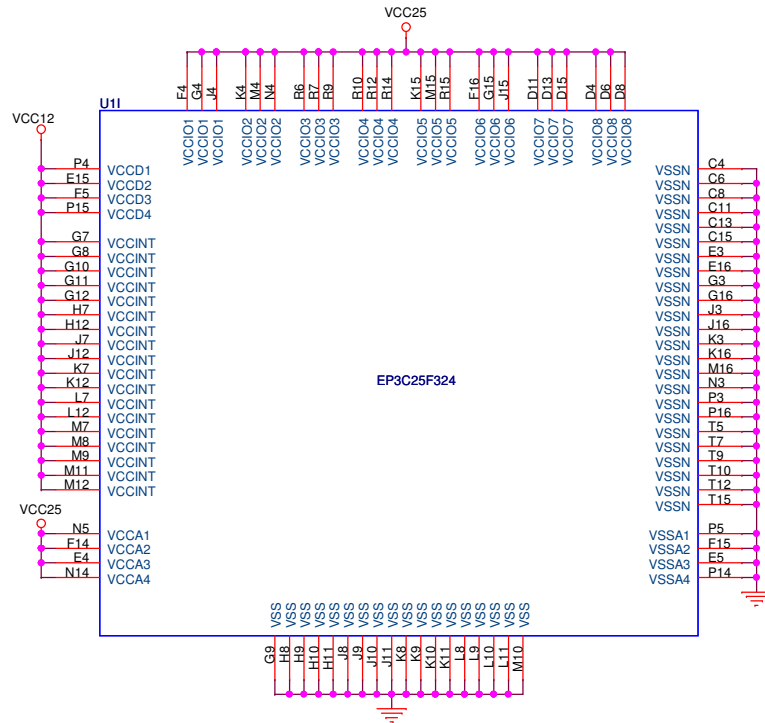 VCC25
F4 G4 J4 K4 M4 N4 R6 R7 R9 R10 R12 R14 K15 M15 R15 F16 G15 J15 D11 D13 D15 D4 D6 D8
U1I
VCCIO1 VCCIO1 VCCIO1 VCCIO2 VCCIO2 VCCIO2 VCCIO3 VCCIO3 VCCIO3 VCCIO4 VCCIO4 VCCIO4 VCCIO5 VCCIO5 VCCIO5 VCCIO6 VCCIO6 VCCIO6 VCCIO7 VCCIO7 VCCIO7 VCCIO8 VCCIO8 VCCIO8
VCC12
P4 VCCD1
E15 VCCD2
F5 VCCD3
P15 VCCD4
G7 VCCINT
G8 VCCINT
G10 VCCINT
G11 VCCINT
G12 VCCINT
H7 VCCINT
H12 VCCINT
J7 VCCINT
J12 VCCINT
K7 VCCINT
K12 VCCINT
L7 VCCINT
L12 VCCINT
M7 VCCINT
M8 VCCINT
M9 VCCINT
M11 VCCINT
M12 VCCINT
VCC25
N5 VCCA1
F14 VCCA2
E4 VCCA3
N14 VCCA4
EP3C25F324
VSSN C4
VSSN C6
VSSN C8
VSSN C11
VSSN C13
VSSN C15
VSSN E3
VSSN E16
VSSN G3
VSSN G16
VSSN J3
VSSN J16
VSSN K3
VSSN K16
VSSN M16
VSSN N3
VSSN P3
VSSN P16
VSSN T5
VSSN T7
VSSN T9
VSSN T10
VSSN T12
VSSN T15
VSSA1 P5
VSSA2 F15
VSSA3 E5
VSSA4 P14
VSS VSS VSS VSS VSS VSS VSS VSS VSS VSS VSS VSS VSS VSS VSS VSS VSS VSS
G9 H8 H9 H10 H11 J8 J9 J10 J11 K8 K9 K10 K11 L8 L9 L10 L11 M10